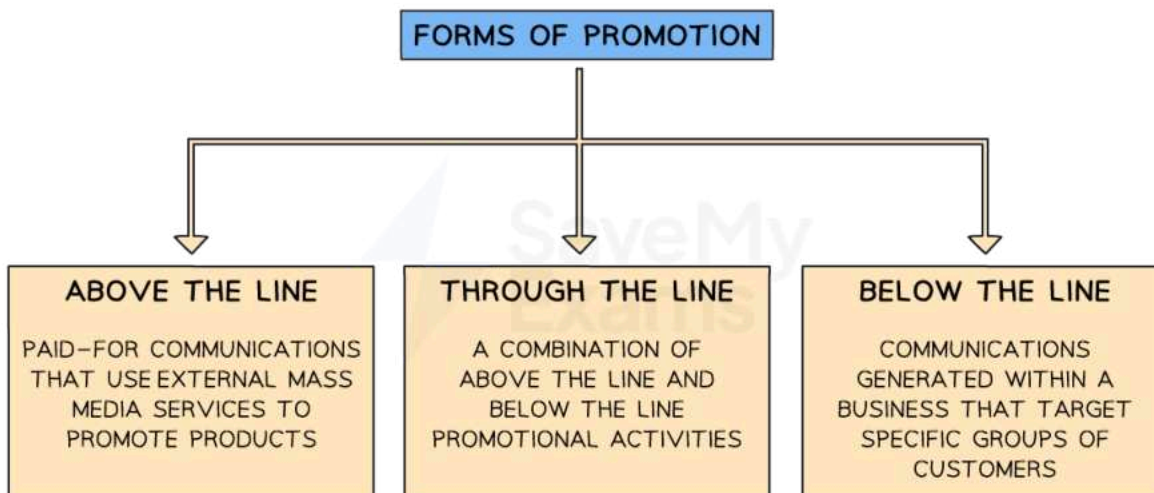 FORMS OF PROMOTION
SaveMy
Exams
ABOVE THE LINE
PAID-FOR COMMUNICATIONS
THAT USE EXTERNAL MASS
MEDIA SERVICES TO
PROMOTE PRODUCTS
THROUGH THE LINE
A COMBINATION OF
ABOVE THE LINE AND
BELOW THE LINE
PROMOTIONAL ACTIVITIES
BELOW THE LINE
COMMUNICATIONS
GENERATED WITHIN A
BUSINESS THAT TARGET
SPECIFIC GROUPS OF
CUSTOMERS